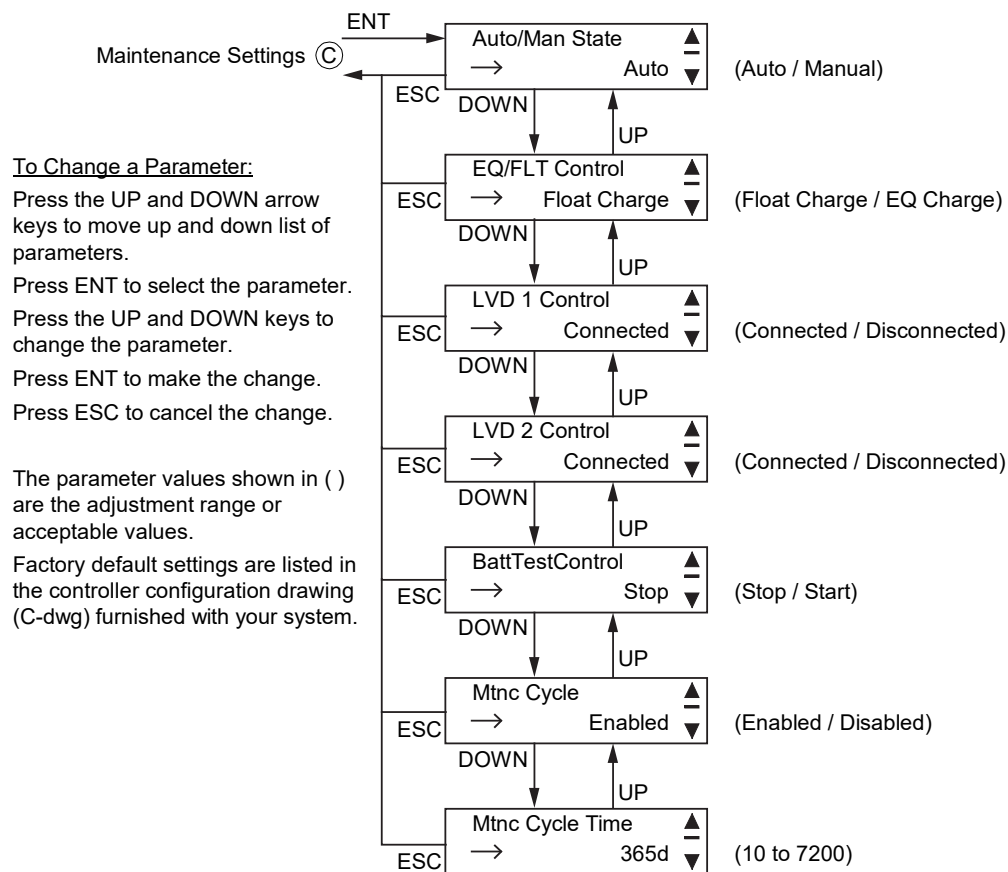 ENT
Maintenance Settings C
ESC
Auto/Man State
→ Auto
(Auto / Manual)
DOWN
UP
To Change a Parameter:
Press the UP and DOWN arrow
keys to move up and down list of
parameters.
Press ENT to select the parameter.
Press the UP and DOWN keys to
change the parameter.
Press ENT to make the change.
Press ESC to cancel the change.
The parameter values shown in ( )
are the adjustment range or
acceptable values.
Factory default settings are listed in
the controller configuration drawing
(C-dwg) furnished with your system.
ESC
EQ/FLT Control
→ Float Charge
(Float Charge / EQ Charge)
DOWN
UP
ESC
LVD 1 Control
→ Connected
(Connected / Disconnected)
DOWN
UP
ESC
LVD 2 Control
→ Connected
(Connected / Disconnected)
DOWN
UP
ESC
BattTestControl
→ Stop
(Stop / Start)
DOWN
UP
ESC
Mtnc Cycle
→ Enabled
(Enabled / Disabled)
DOWN
UP
ESC
Mtnc Cycle Time
→ 365d
(10 to 7200)